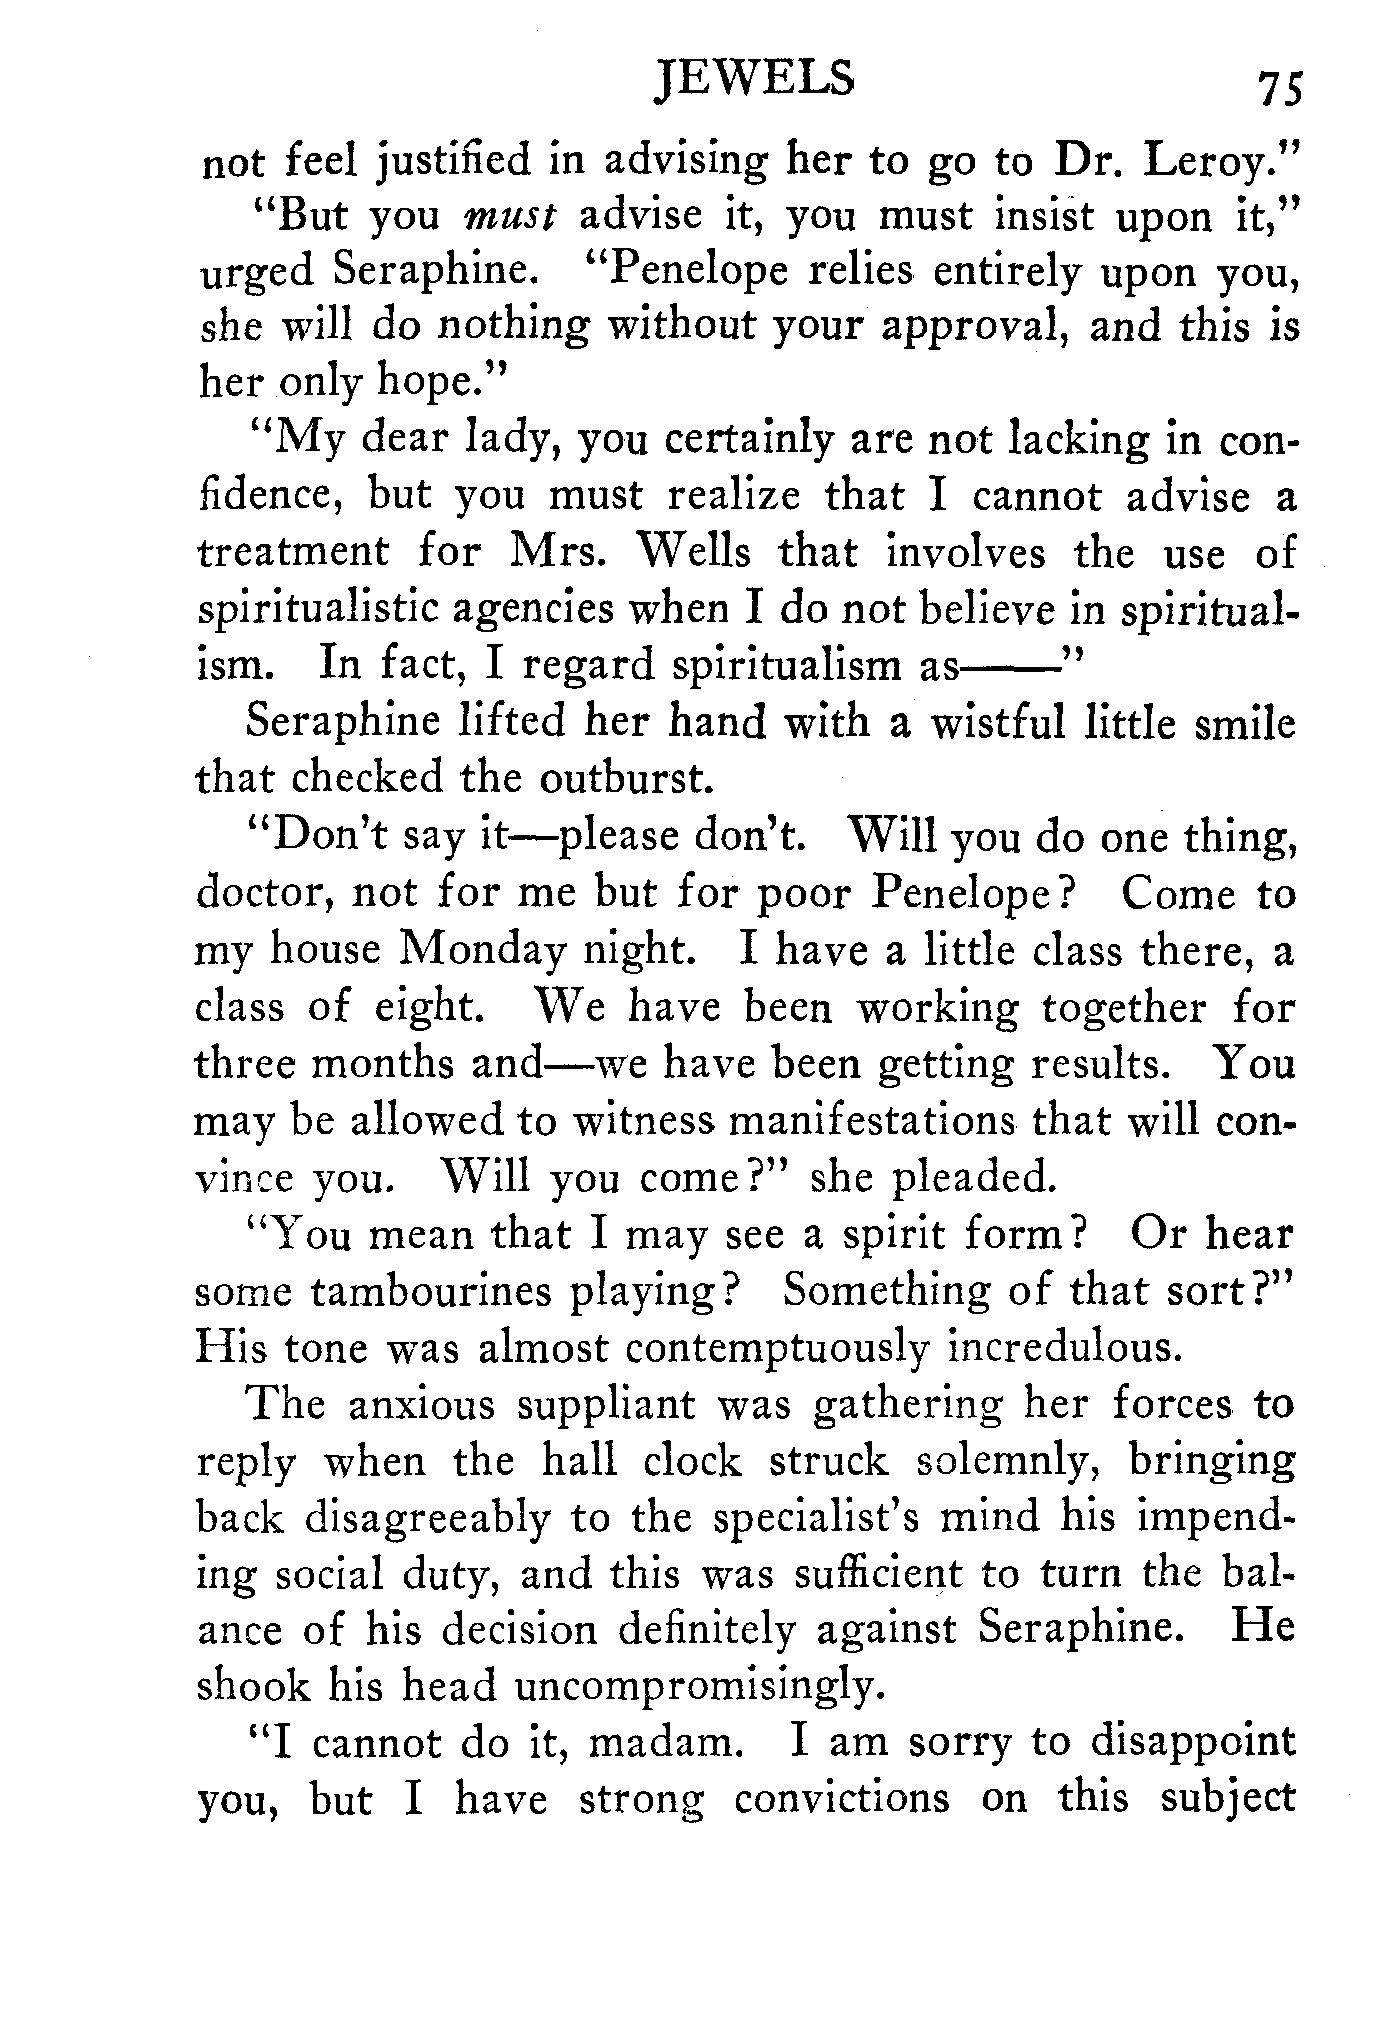 JEWELS 75
not feel justified in advising her to go to Dr. Leroy."
"But you must advise it, you must insist upon it,"
urged Seraphine. "Penelope relies entirely upon you,
she will do nothing without your approval, and this is
her only hope."
"My dear lady, you certainly are not lacking in con-
fidence, but you must realize that I cannot advise a
treatment for Mrs. Wells that involves the use of
spiritualistic agencies when I do not believe in spiritual-
ism. In fact, I regard spiritualism as——"
Seraphine lifted her hand with a wistful little smile
that checked the outburst.
"Don't say it—please don't. Will you do one thing,
doctor, not for me but for poor Penelope? Come to
my house Monday night. I have a little class there, a
class of eight. We have been working together for
three months and—we have been getting results. You
may be allowed to witness manifestations that will con-
vince you. Will you come?" she pleaded.
"You mean that I may see a spirit form? Or hear
some tambourines playing? Something of that sort?"
His tone was almost contemptuously incredulous.
The anxious suppliant was gathering her forces to
reply when the hall clock struck solemnly, bringing
back disagreeably to the specialist's mind his impend-
ing social duty, and this was sufficient to turn the bal-
ance of his decision definitely against Seraphine. He
shook his head uncompromisingly.
"I cannot do it, madam. I am sorry to disappoint
you, but I have strong convictions on this subject